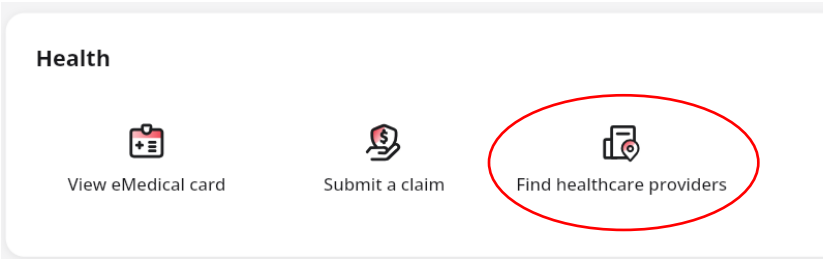 Health
View eMedical card
Submit a claim
Find healthcare providers